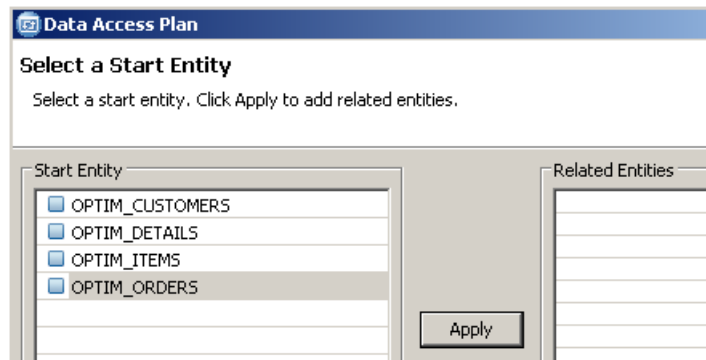 Data Access Plan
Select a Start Entity
Select a start entity. Click Apply to add related entities.
Start Entity
Related Entities
OPTIM_CUSTOMERS
OPTIM_DETAILS
OPTIM_ITEMS
OPTIM_ORDERS
Apply